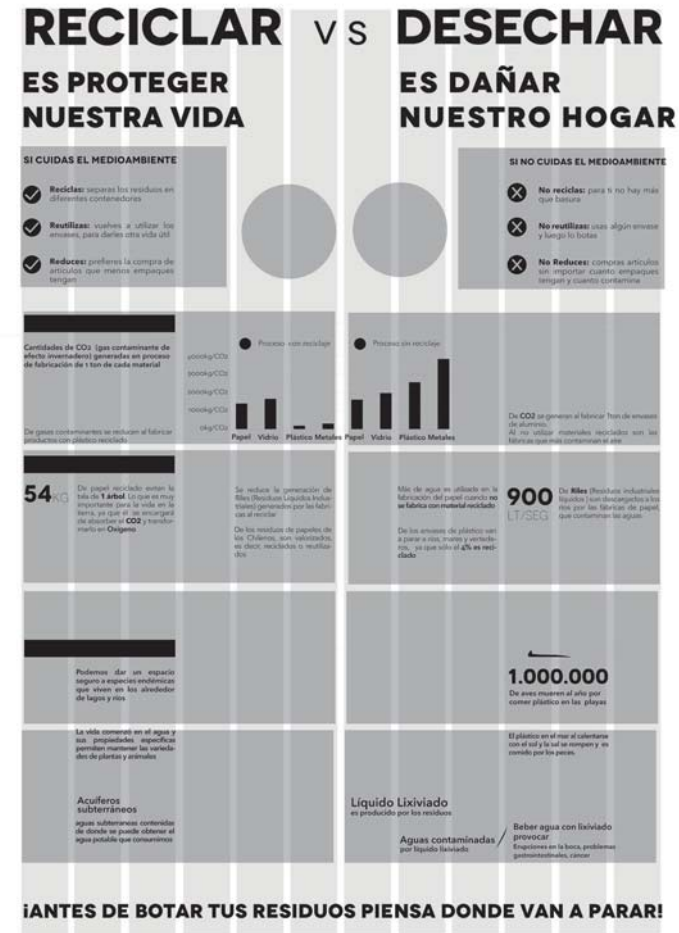 RECICLAR VS DESECHAR
ES PROTEGER
NUESTRA VIDA
ES DAÑAR
NUESTRO HOGAR
SI CUIDAS EL MEDIOAMBIENTE
Reciclas: separas los residuos en
diferentes contenedores
Reutilizas: vuelves a utilizar los
envases, para darles otra vida útil
Reduces: prefieres la compra de
artículos que menos empaques
tengan
SI NO CUIDAS EL MEDIOAMBIENTE
No reciclas: para ti no hay más
que basura
No reutilizas: usas algún envase
y luego lo botas
No Reduces: compras artículos
sin importar cuanto empaques
tengan y cuanto contamina
Cantidades de CO2 (gas contaminante de
efecto invernadero) generadas en proceso
de fabricación de 1 ton de cada material
De gases contaminantes se reducen al fabricar
productos con plástico reciclado
4000kg/CO2
3000kg/CO2
2000kg/CO2
1000kg/CO2
0kg/CO2
Proceso con reciclaje
Papel Vidrio Plástico Metales
Proceso sin reciclaje
Papel Vidrio Plástico Metales
De CO2 se generan al fabricar 1ton de envases
de aluminio.
Al no utilizar materiales reciclados son las
fábricas que más contaminan el aire
54KG
De papel reciclado evitan la
tala de 1 árbol. Lo que es muy
importante para la vida en la
tierra, ya que él se encargará
de absorber el CO2 y transfor-
marlo en Oxígeno
Se reduce la generación de
Riles (Residuos Líquidos Indus-
triales) generados por las fábri-
cas al reciclar
De los residuos de papeles de
los Chilenos, son valorizados,
es decir, reciclados o reutiliza-
dos
Más de agua es utilizada en la
fabricación del papel cuando no
se fabrica con material reciclado
De los envases de plástico van
a parar a ríos, mares y vertede-
ros, ya que sólo el 4% es reci-
clado
900
LT/SEG
De Riles (Residuos industriales
líquidos ) son descargados a los
ríos por las fábricas de papel,
que contaminan las aguas
Podemos dar un espacio
seguro a especies endémicas
que viven en los alrededor
de lagos y ríos
1.000.000
De aves mueren al año por
comer plástico en las playas
La vida comenzó en el agua y
sus propiedades específicas
permiten mantener las varieda-
des de plantas y animales
El plástico en el mar al calentarse
con el sol y la sal se rompen y es
comido por los peces.
Acuíferos
subterráneos
aguas subterraneas contenidas
de donde se puede obtener el
agua potable que consumimos
Líquido Lixiviado
es producido por los residuos
Aguas contaminadas /
por líquido lixiviado
Beber agua con lixiviado
provocar
Erupciones en la boca, problemas
gastrointestinales, cáncer
¡ANTES DE BOTAR TUS RESIDUOS PIENSA DONDE VAN A PARAR!